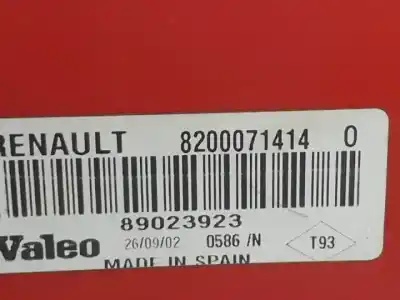 RENAULT 8200071414 0
89023923
Valeo 26/09/02 0586 /N T93
MADE IN SPAIN